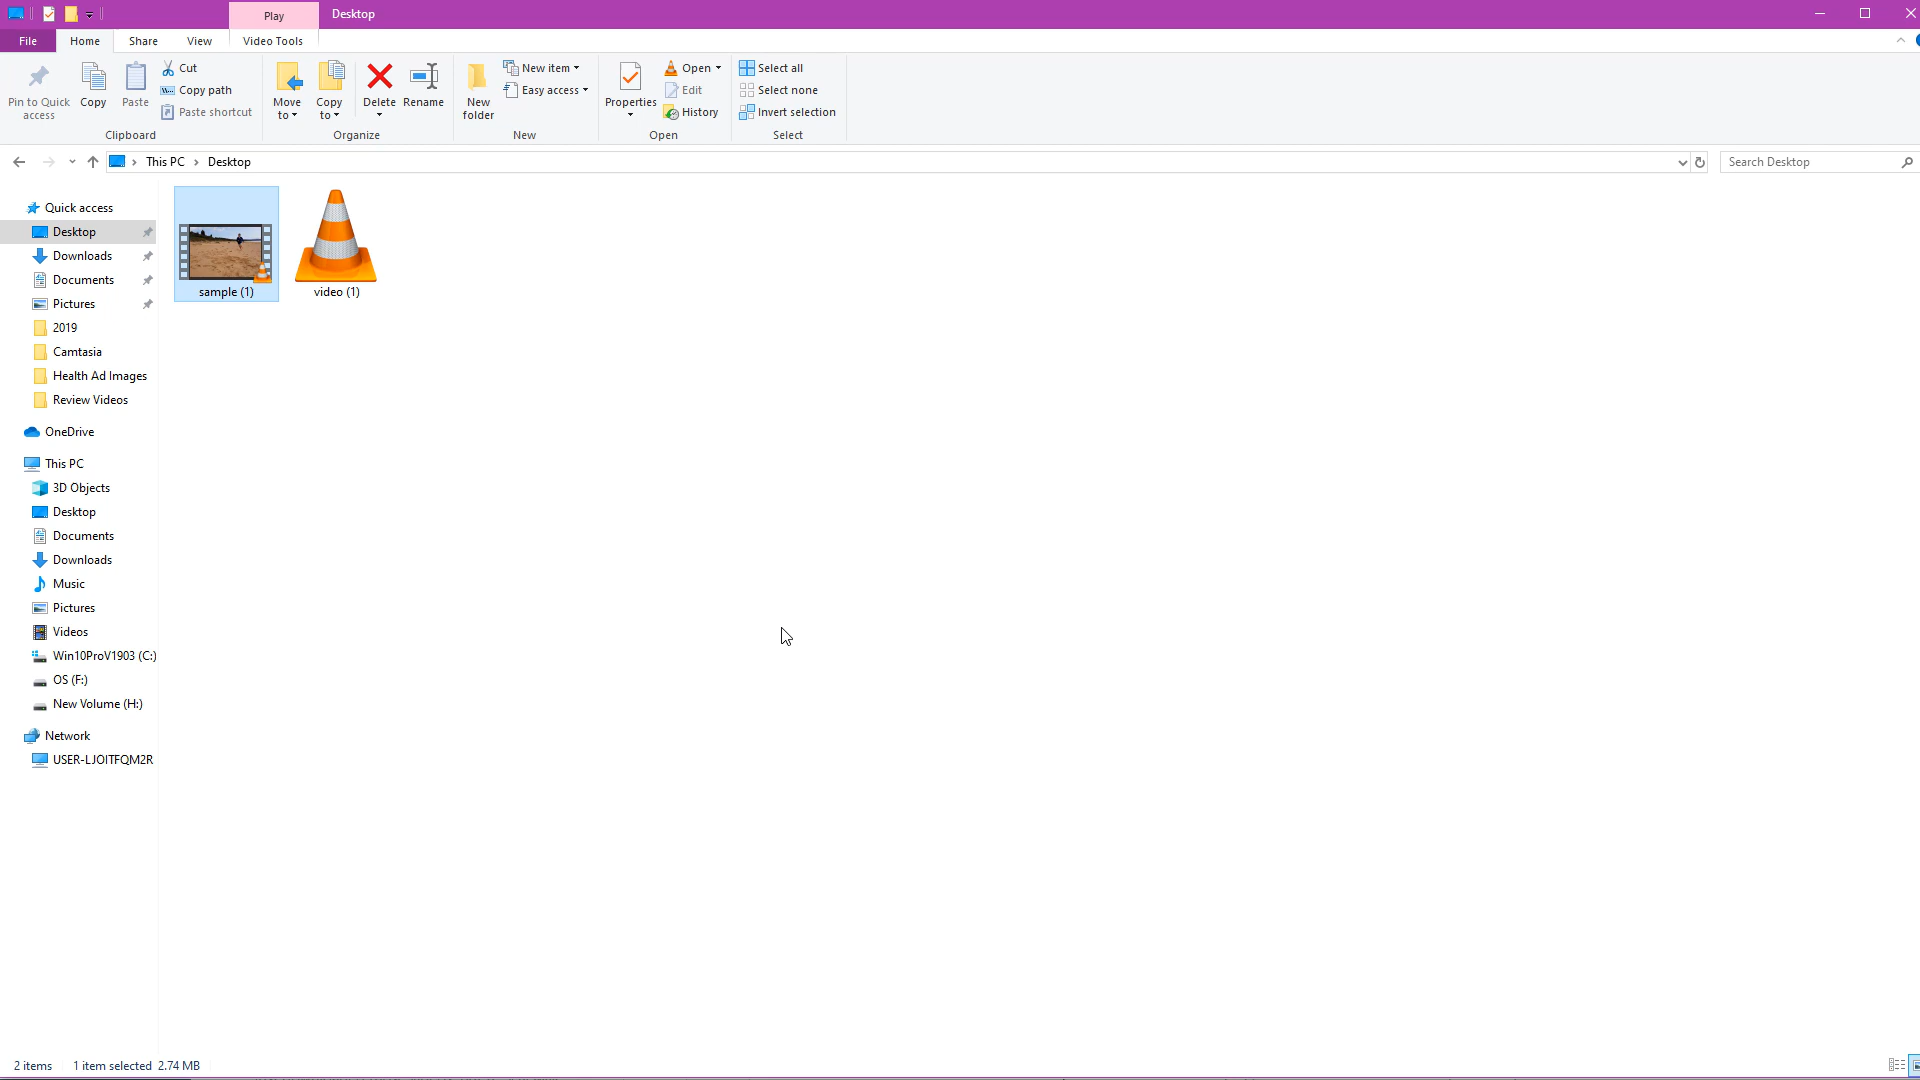 Play
Desktop
File
Home
Share
View
Video Tools
Pin to Quick
access
Copy
Paste
Cut
Copy path
Paste shortcut
Clipboard
Move
to
Copy
to
Delete
Rename
Organize
New
folder
New item
Easy access
New
Properties
Open
Edit
History
Open
Select all
Select none
Invert selection
Select
This PC
Desktop
Search Desktop
Quick access
Desktop
Downloads
Documents
Pictures
2019
Camtasia
Health Ad Images
Review Videos
OneDrive
This PC
3D Objects
Desktop
Documents
Downloads
Music
Pictures
Videos
Win10ProV1903 (C:)
OS (F:)
New Volume (H:)
Network
USER-LJOITFQM2R
sample (1)
video (1)
2 items
1 item selected 2.74 MB